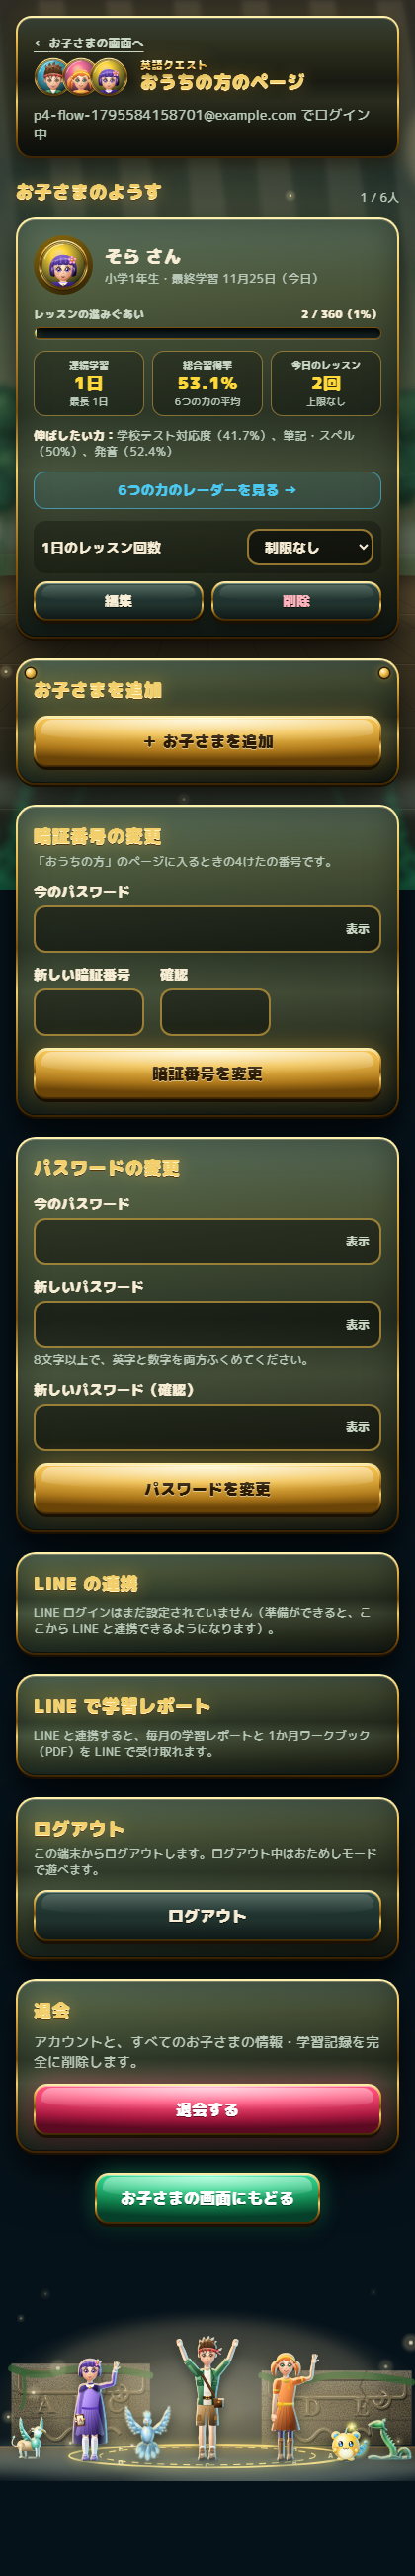 ← お子さまの画面へ
英語クエスト
おうちの方のページ
p4-flow-1795584158701@example.com でログイン
中
お子さまのようす
1 / 6人
そら さん
小学1年生・最終学習 11月25日（今日）
レッスンの進みぐあい 2 / 360（1%）
連続学習 総合習得率 今日のレッスン
1日 53.1% 2回
最長 1日 6つの力の平均 上限なし
伸ばしたい力：学校テスト対応度（41.7%）、筆記・スペル
（50%）、発音（52.4%）
6つの力のレーダーを見る →
1日のレッスン回数 制限なし
編集 削除
お子さまを追加
＋ お子さまを追加
暗証番号の変更
「おうちの方」のページに入るときの4けたの番号です。
今のパスワード
表示
新しい暗証番号 確認
暗証番号を変更
パスワードの変更
今のパスワード
表示
新しいパスワード
表示
8文字以上で、英字と数字を両方ふくめてください。
新しいパスワード（確認）
表示
パスワードを変更
LINE の連携
LINE ログインはまだ設定されていません（準備ができると、こ
こから LINE と連携できるようになります）。
LINE で学習レポート
LINE と連携すると、毎月の学習レポートと 1か月ワークブック
（PDF）を LINE で受け取れます。
ログアウト
この端末からログアウトします。ログアウト中はおためしモード
で遊べます。
ログアウト
退会
アカウントと、すべてのお子さまの情報・学習記録を完
全に削除します。
退会する
お子さまの画面にもどる